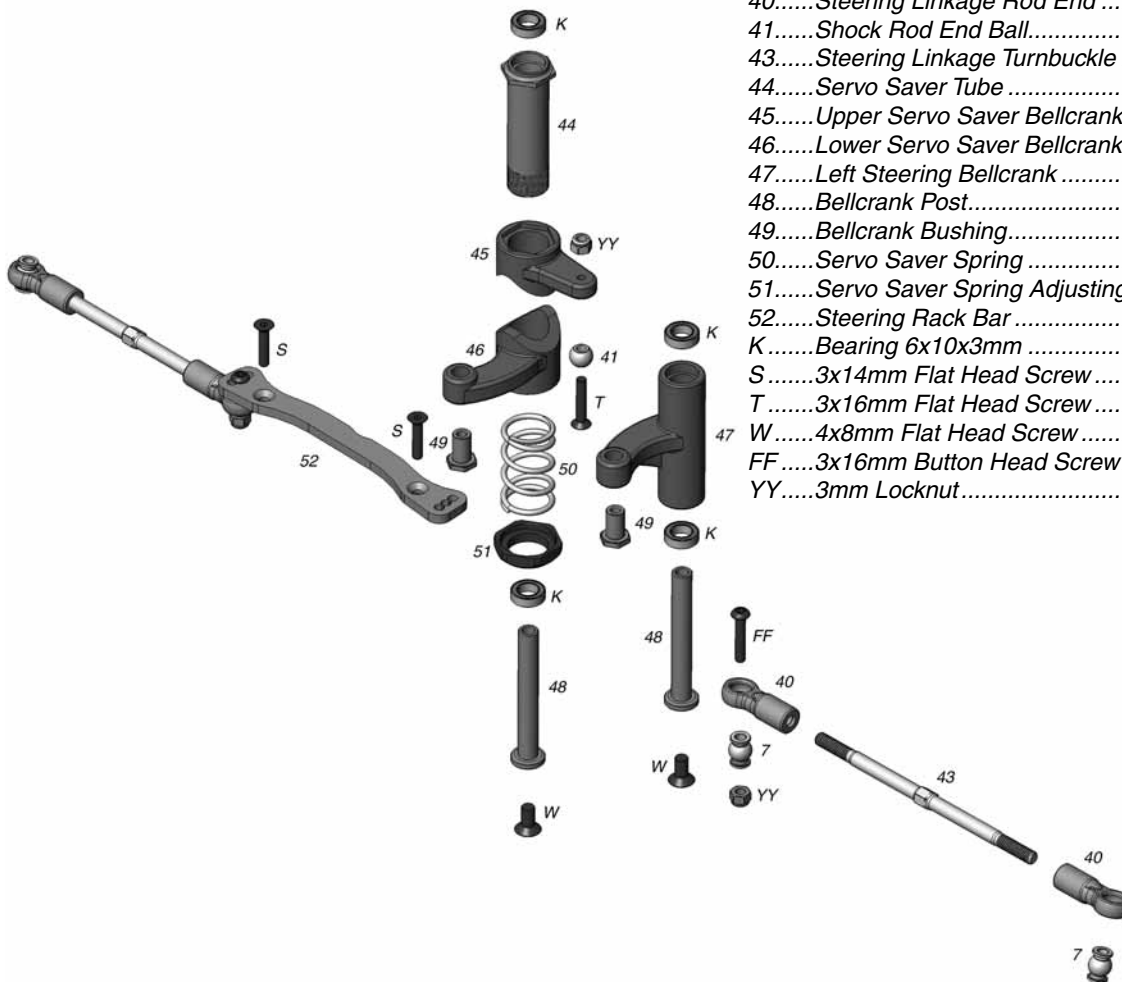 40......Steering Linkage Rod End ...
41......Shock Rod End Ball..............
43......Steering Linkage Turnbuckle
44......Servo Saver Tube .................
45......Upper Servo Saver Bellcrank
46......Lower Servo Saver Bellcrank
47......Left Steering Bellcrank .........
48......Bellcrank Post.......................
49......Bellcrank Bushing.................
50......Servo Saver Spring ..............
51......Servo Saver Spring Adjusting
52......Steering Rack Bar ................
K .......Bearing 6x10x3mm ..............
S .......3x14mm Flat Head Screw ....
T .......3x16mm Flat Head Screw ....
W ......4x8mm Flat Head Screw ......
FF .....3x16mm Button Head Screw
YY.....3mm Locknut.......................
K
44
45
YY
46
41
K
S
T
S
49
47
52
50
49
K
51
K
48
FF
48
40
7
W
YY
43
W
40
7